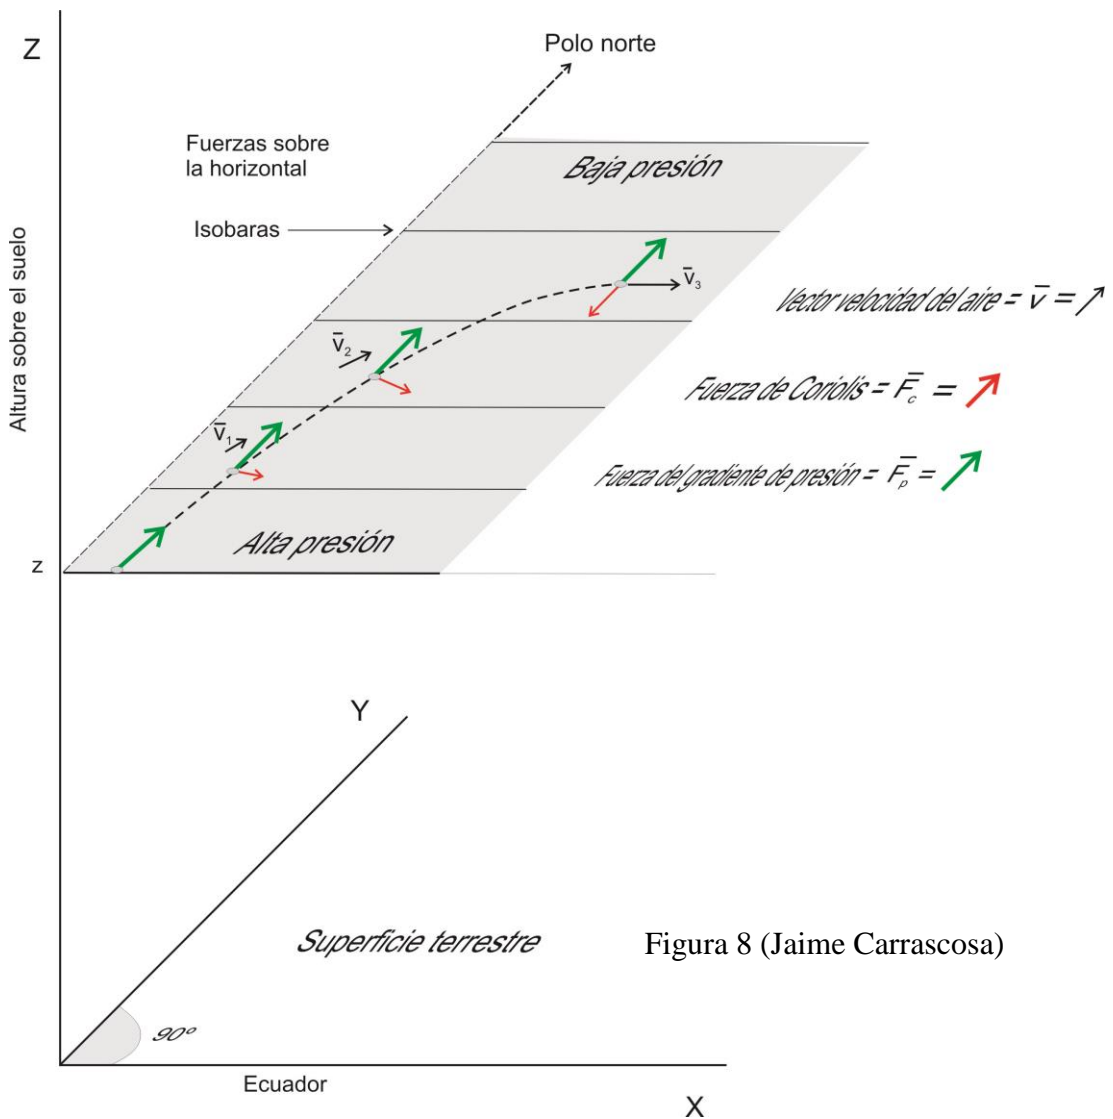 Z
Polo norte
Fuerzas sobre
la horizontal
Baja presión
Isobaras
Altura sobre el suelo
v̄₃
Vector velocidad del aire = v̄ =
v̄₂
Fuerza de Coriolis = F̄c =
v̄₁
Fuerza del gradiente de presión = F̄p =
Alta presión
z
Y
Superficie terrestre
Figura 8 (Jaime Carrascosa)
90º
Ecuador
X